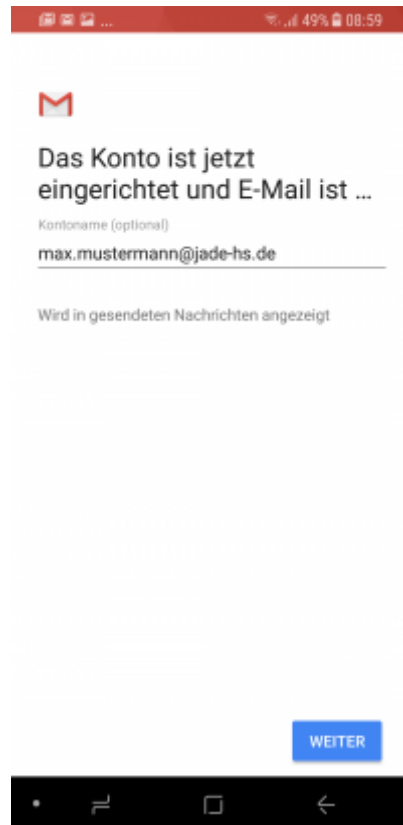 ... 49% 08:59
Das Konto ist jetzt
eingerichtet und E-Mail ist ...
Kontoname (optional)
max.mustermann@jade-hs.de
Wird in gesendeten Nachrichten angezeigt
WEITER